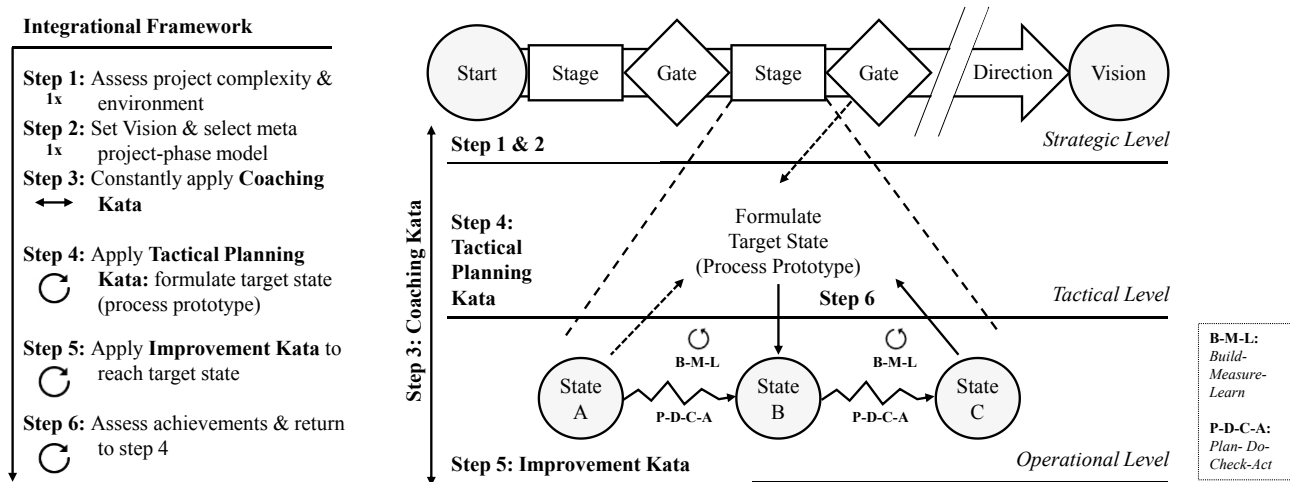 Integrational Framework
Step 1: Assess project complexity &
1x environment
Step 2: Set Vision & select meta
1x project-phase model
Step 3: Constantly apply Coaching
Kata
Step 4: Apply Tactical Planning
Kata: formulate target state
(process prototype)
Step 5: Apply Improvement Kata to
reach target state
Step 6: Assess achievements & return
to step 4
Start
Stage
Gate
Stage
Gate
Direction
Vision
Step 1 & 2
Strategic Level
Step 3: Coaching Kata
Step 4:
Tactical
Planning
Kata
Formulate
Target State
(Process Prototype)
Step 6
Tactical Level
B-M-L
B-M-L
State
A
P-D-C-A
State
B
P-D-C-A
State
C
Step 5: Improvement Kata
Operational Level
B-M-L:
Build-
Measure-
Learn
P-D-C-A:
Plan- Do-
Check-Act